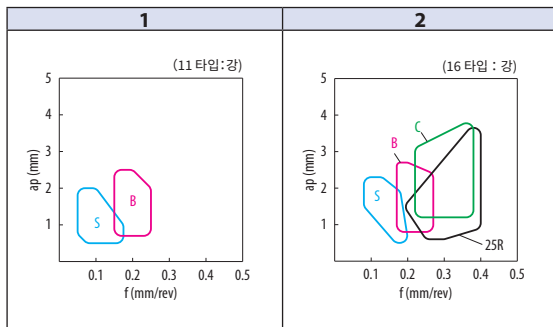 1
2
(11 타입:강)
5
4
3
2
1
ap (mm)
S
B
0.1 0.2 0.3 0.4 0.5
f (mm/rev)
(16 타입 : 강)
5
4
3
2
1
ap (mm)
C
B
S
25R
0.1 0.2 0.3 0.4 0.5
f (mm/rev)